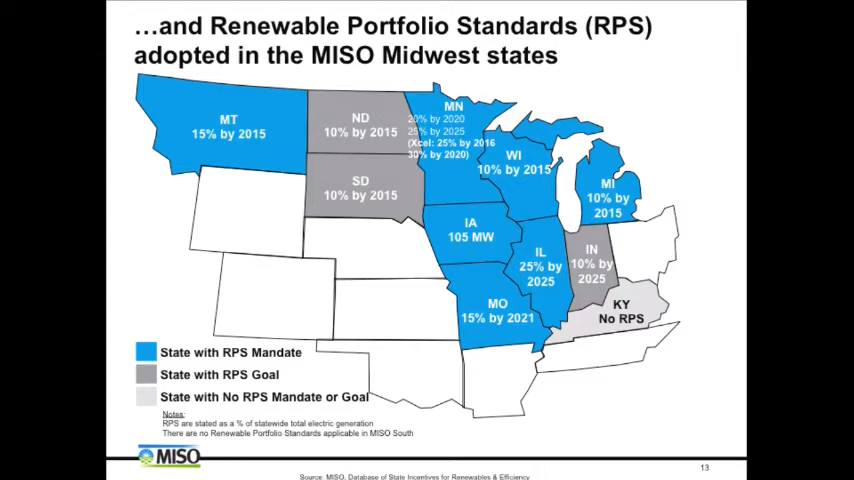 …and Renewable Portfolio Standards (RPS)
adopted in the MISO Midwest states
MT
15% by 2015
ND
10% by 2015
MN
20% by 2020
25% by 2025
(Xcel: 25% by 2016
30% by 2020)
WI
10% by 2015
SD
10% by 2015
MI
10% by
2015
IA
105 MW
IL
25% by
2025
IN
10% by
2025
MO
15% by 2021
KY
No RPS
State with RPS Mandate
State with RPS Goal
State with No RPS Mandate or Goal
Notes:
RPS are stated as a % of statewide total electric generation
There are no Renewable Portfolio Standards applicable in MISO South
MISO
13
Source: MISO, Database of State Incentives for Renewables & Efficiency